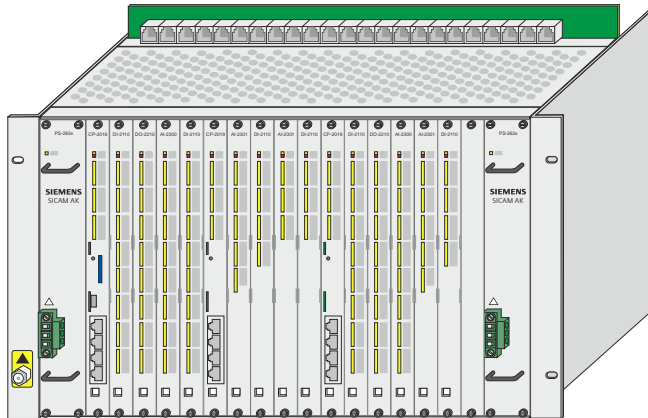 PS-263x CP-2016 DI-2110 DO-2210 AI-2300 DI-2110 CP-2019 AI-2301 DI-2110 AI-2301 DI-2110 CP-2019 DI-2110 DO-2210 AI-2300 AI-2301 DI-2110 PS-263x
SIEMENS SIEMENS
SICAM AK SICAM AK